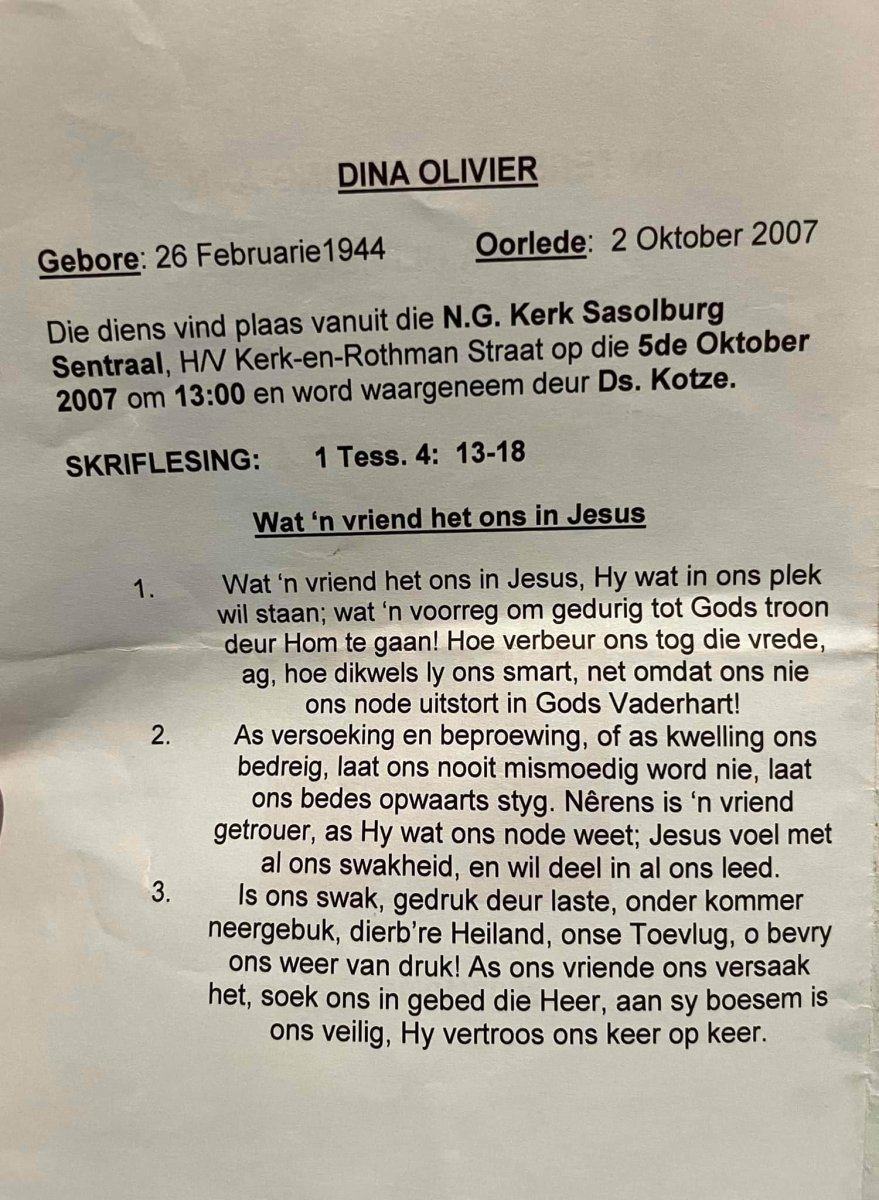 DINA OLIVIER
Gebore: 26 Februarie1944 Oorlede: 2 Oktober 2007
Die diens vind plaas vanuit die N.G. Kerk Sasolburg
Sentraal, H/V Kerk-en-Rothman Straat op die 5de Oktober
2007 om 13:00 en word waargeneem deur Ds. Kotze.
SKRIFLESING: 1 Tess. 4: 13-18
Wat ‘n vriend het ons in Jesus
1. Wat ‘n vriend het ons in Jesus, Hy wat in ons plek
wil staan; wat ‘n voorreg om gedurig tot Gods troon
deur Hom te gaan! Hoe verbeur ons tog die vrede,
ag, hoe dikwels ly ons smart, net omdat ons nie
ons node uitstort in Gods Vaderhart!
2. As versoeking en beproewing, of as kwelling ons
bedreig, laat ons nooit mismoedig word nie, laat
ons bedes opwaarts styg. Nêrens is ‘n vriend
getrouer, as Hy wat ons node weet; Jesus voel met
al ons swakheid, en wil deel in al ons leed.
3. Is ons swak, gedruk deur laste, onder kommer
neergebuk, dierb’re Heiland, onse Toevlug, o bevry
ons weer van druk! As ons vriende ons versaak
het, soek ons in gebed die Heer, aan sy boesem is
ons veilig, Hy vertroos ons keer op keer.